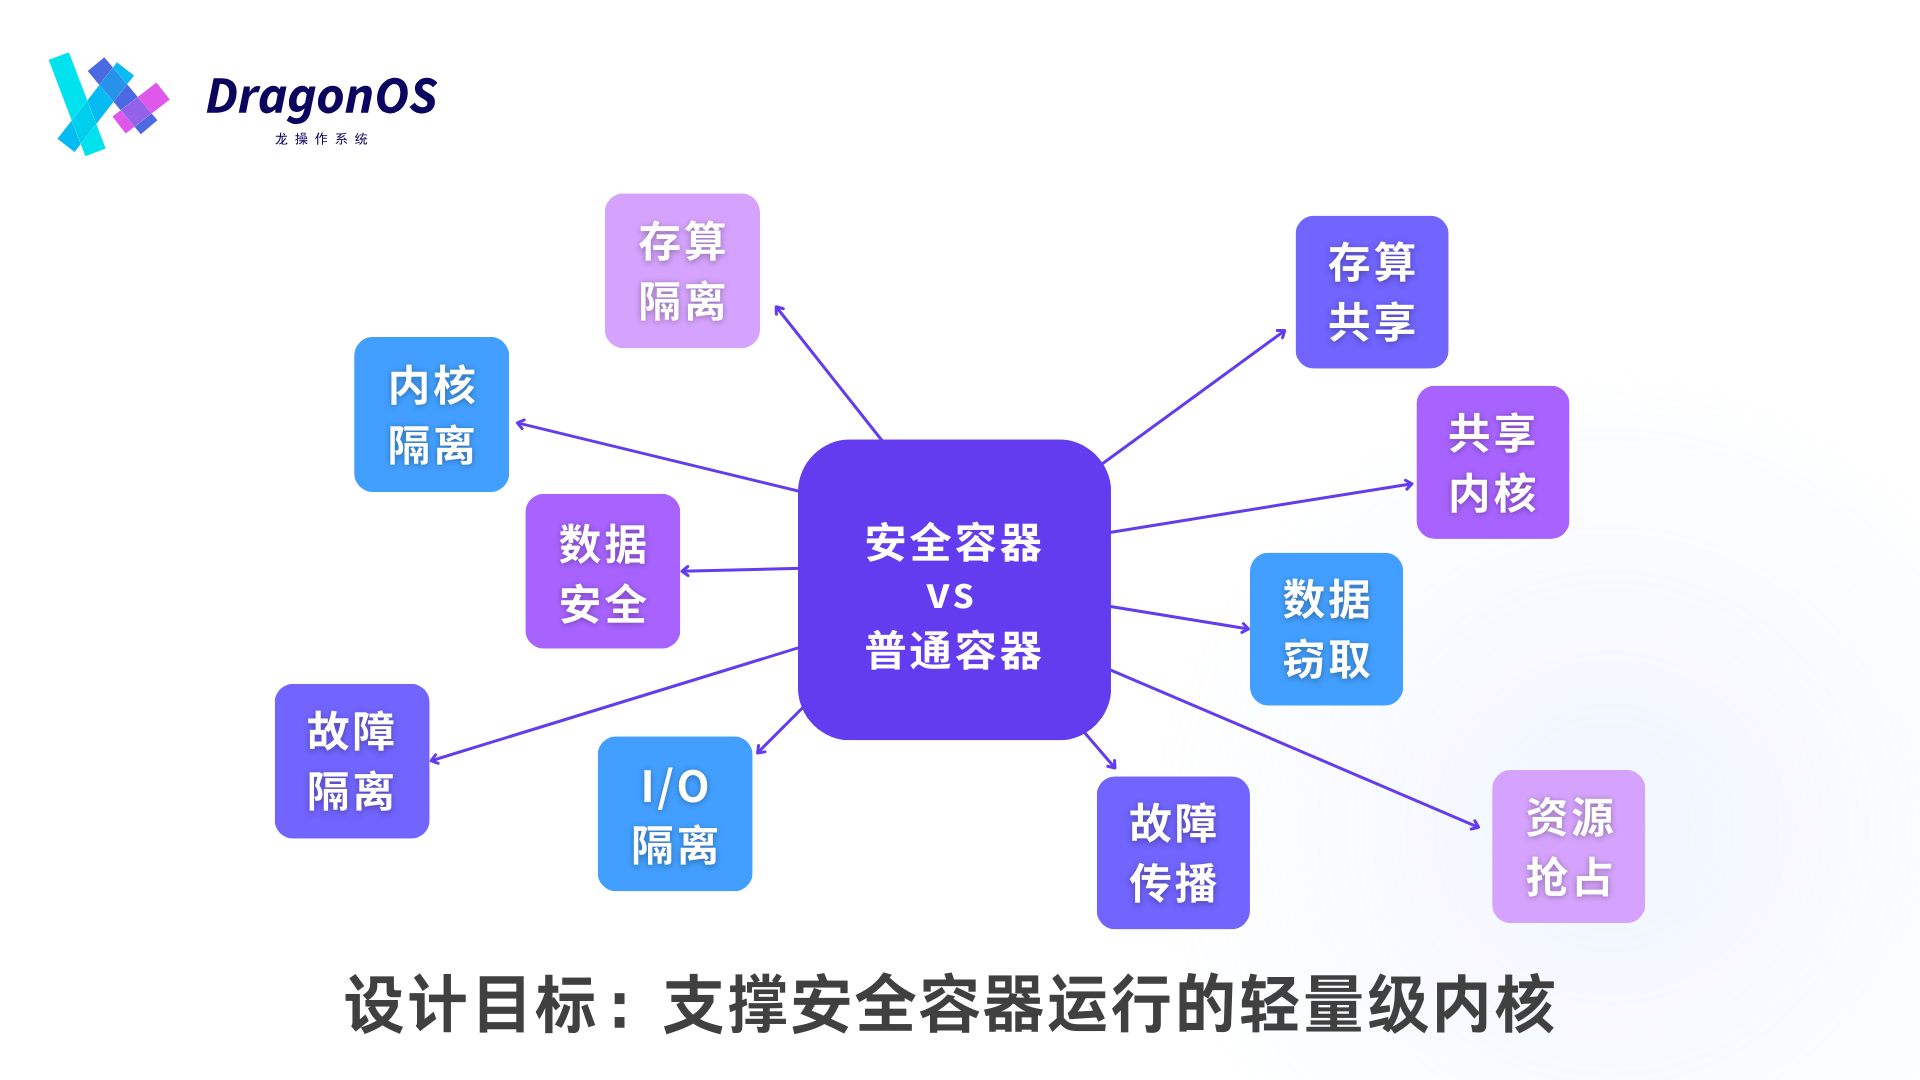 DragonOS
龙操作系统
存算
隔离
内核
隔离
数据
安全
故障
隔离
I/O
隔离
安全容器
vs
普通容器
存算
共享
共享
内核
数据
窃取
故障
传播
资源
抢占
设计目标：支撑安全容器运行的轻量级内核